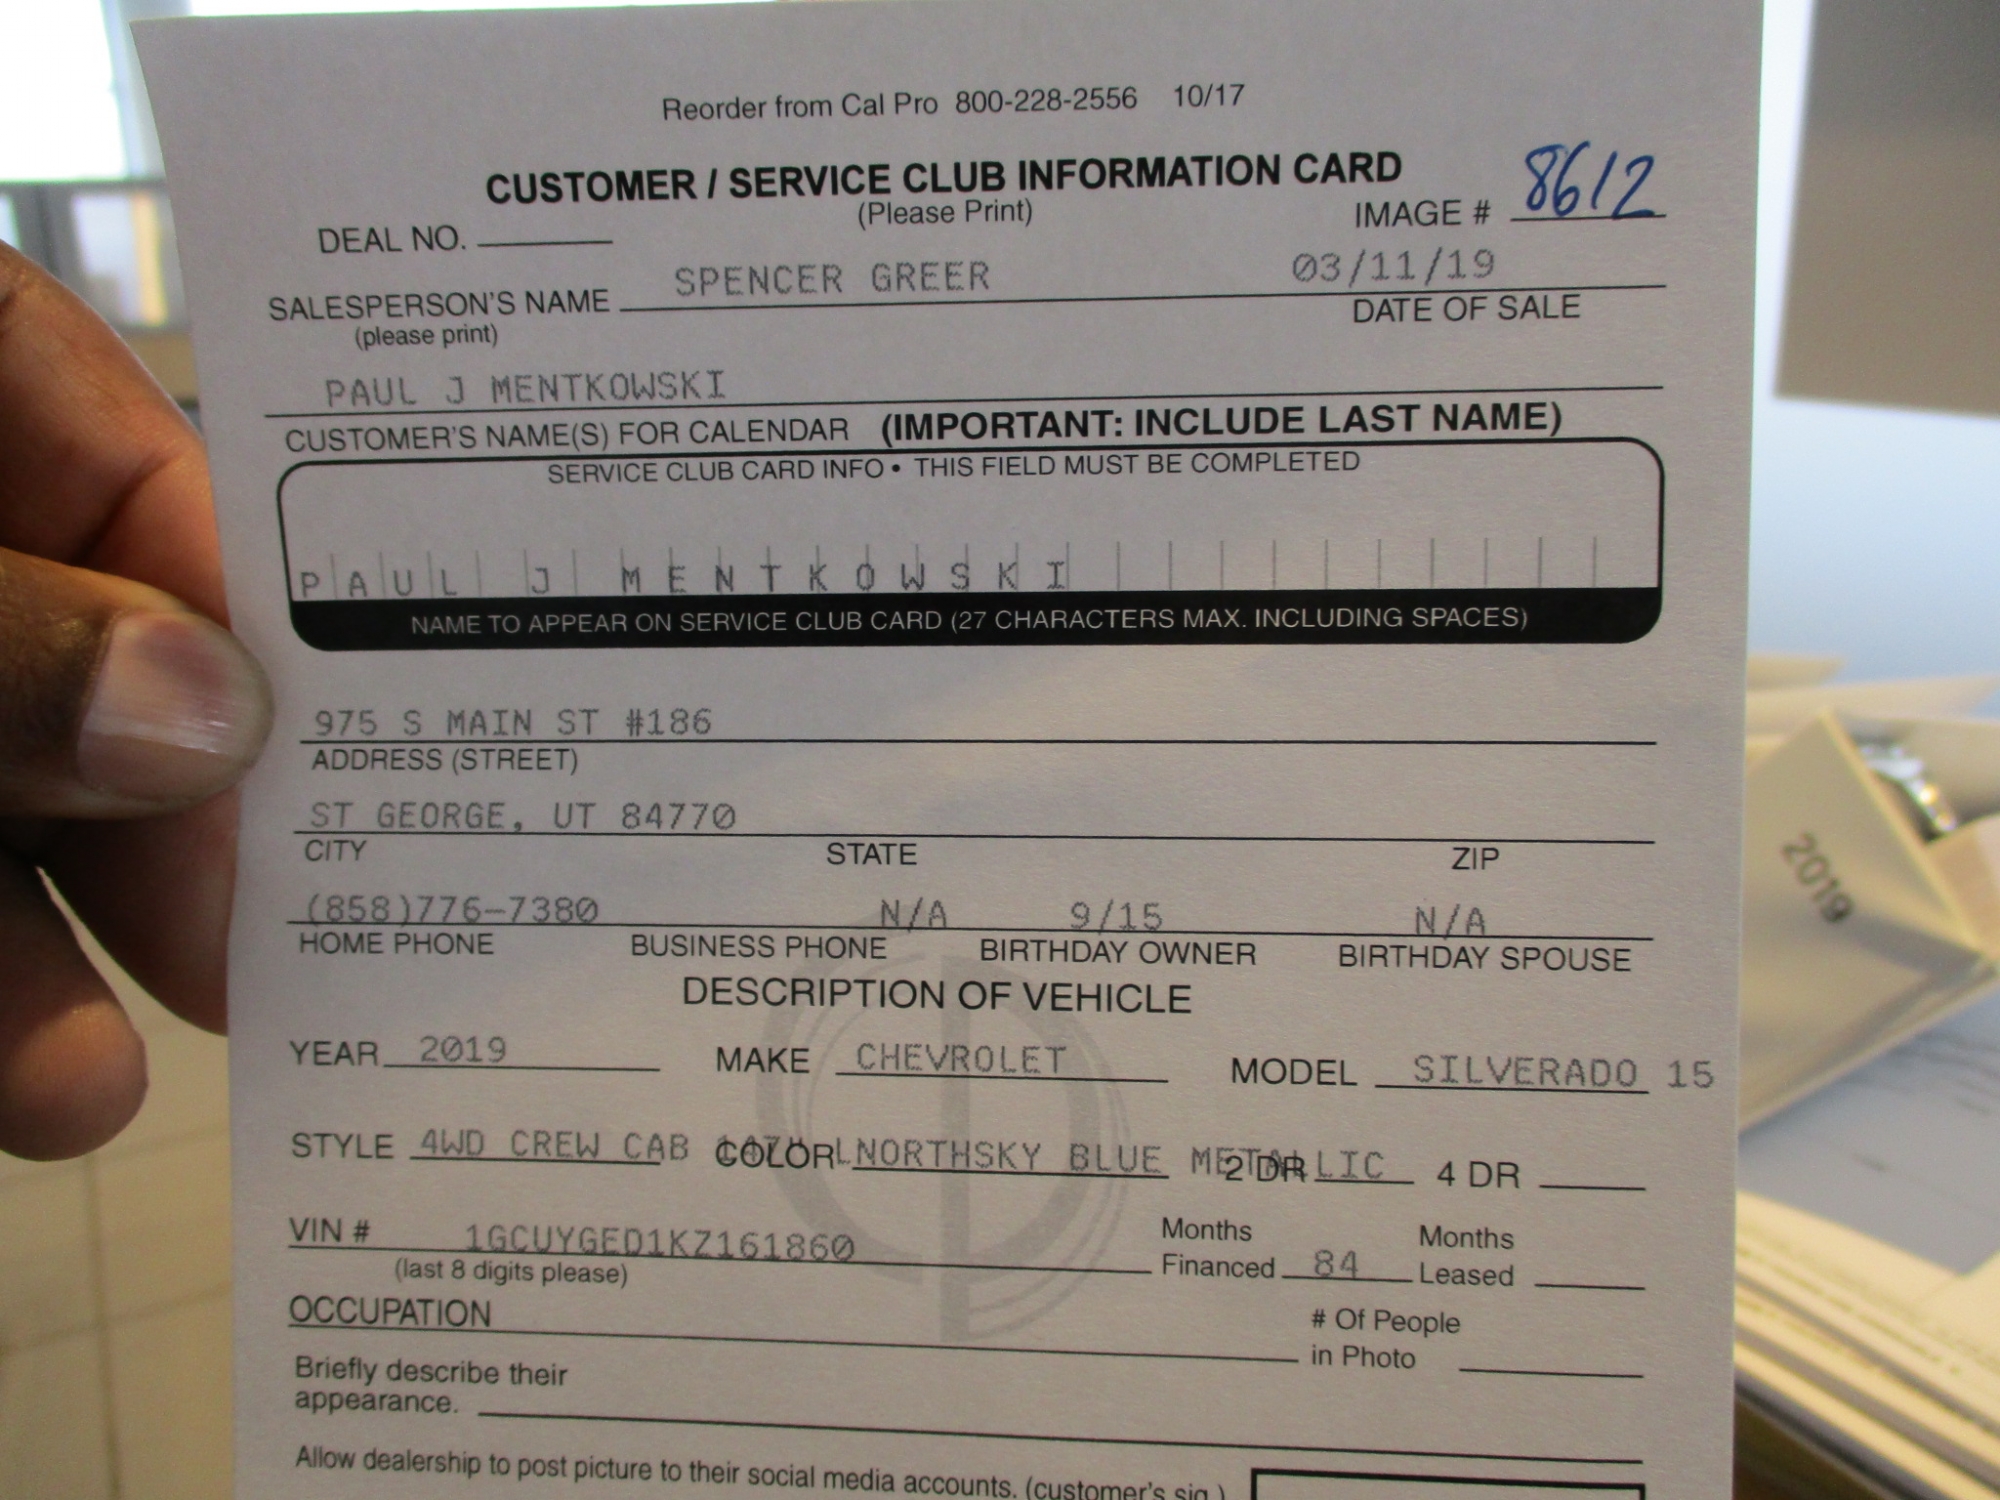 Reorder from Cal Pro 800-228-2556 10/17
CUSTOMER / SERVICE CLUB INFORMATION CARD
(Please Print)
IMAGE # 8612
DEAL NO.
SALESPERSON'S NAME SPENCER GREER 03/11/19
(please print) DATE OF SALE
PAUL J MENTKOWSKI
CUSTOMER'S NAME(S) FOR CALENDAR (IMPORTANT: INCLUDE LAST NAME)
SERVICE CLUB CARD INFO • THIS FIELD MUST BE COMPLETED
PAUL J MENTKOWSKI
NAME TO APPEAR ON SERVICE CLUB CARD (27 CHARACTERS MAX. INCLUDING SPACES)
975 S MAIN ST #186
ADDRESS (STREET)
ST GEORGE, UT 84770
CITY STATE ZIP
(858)776-7380 N/A 9/15 N/A
HOME PHONE BUSINESS PHONE BIRTHDAY OWNER BIRTHDAY SPOUSE
DESCRIPTION OF VEHICLE
YEAR 2019 MAKE CHEVROLET MODEL SILVERADO 15
STYLE 4WD CREW CAB COLOR NORTHSKY BLUE METALLIC 2 DR 4 DR
VIN # 1GCUYGED1KZ161860
(last 8 digits please)
Months Financed 84
Months Leased
OCCUPATION
# Of People in Photo
Briefly describe their
appearance.
Allow dealership to post picture to their social media accounts. (customer's sig.)
2019